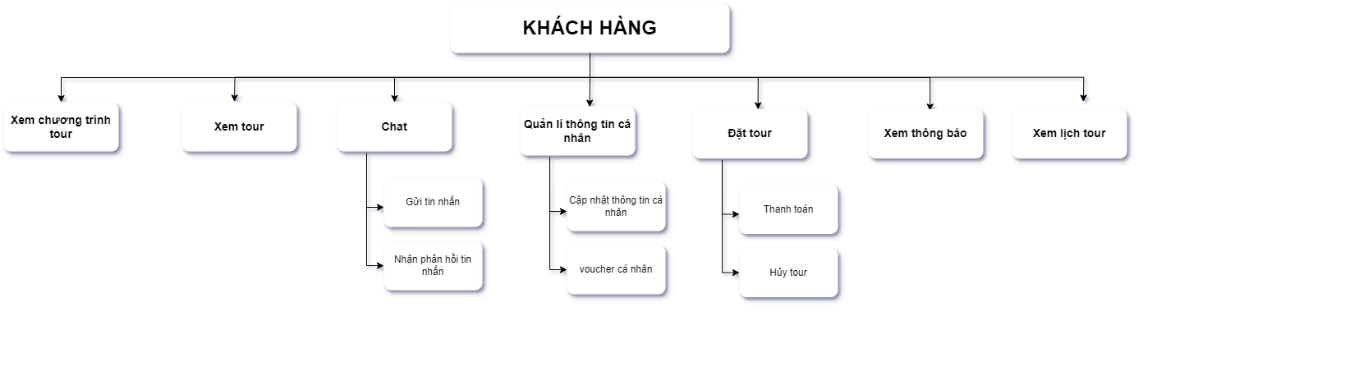 KHÁCH HÀNG
Xem chương trình
tour
Xem tour
Chat
Quản lí thông tin cá
nhân
Đặt tour
Xem thông báo
Xem lịch tour
Gửi tin nhắn
Nhận phản hồi tin
nhắn
Cập nhật thông tin cá
nhân
voucher cá nhân
Thanh toán
Hủy tour